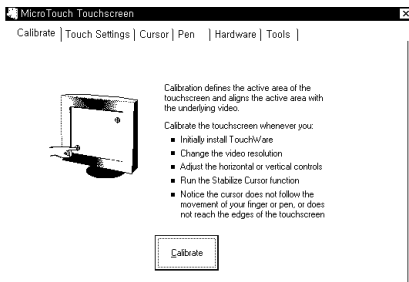 MicroTouch Touchscreen
Calibrate | Touch Settings | Cursor | Pen | Hardware | Tools |
Calibration defines the active area of the
touchscreen and aligns the active area with
the underlying video.
Calibrate the touchscreen whenever you:
■ Initially install TouchWare
■ Change the video resolution
■ Adjust the horizontal or vertical controls
■ Run the Stabilize Cursor function
■ Notice the cursor does not follow the
movement of your finger or pen, or does
not reach the edges of the touchscreen
Calibrate